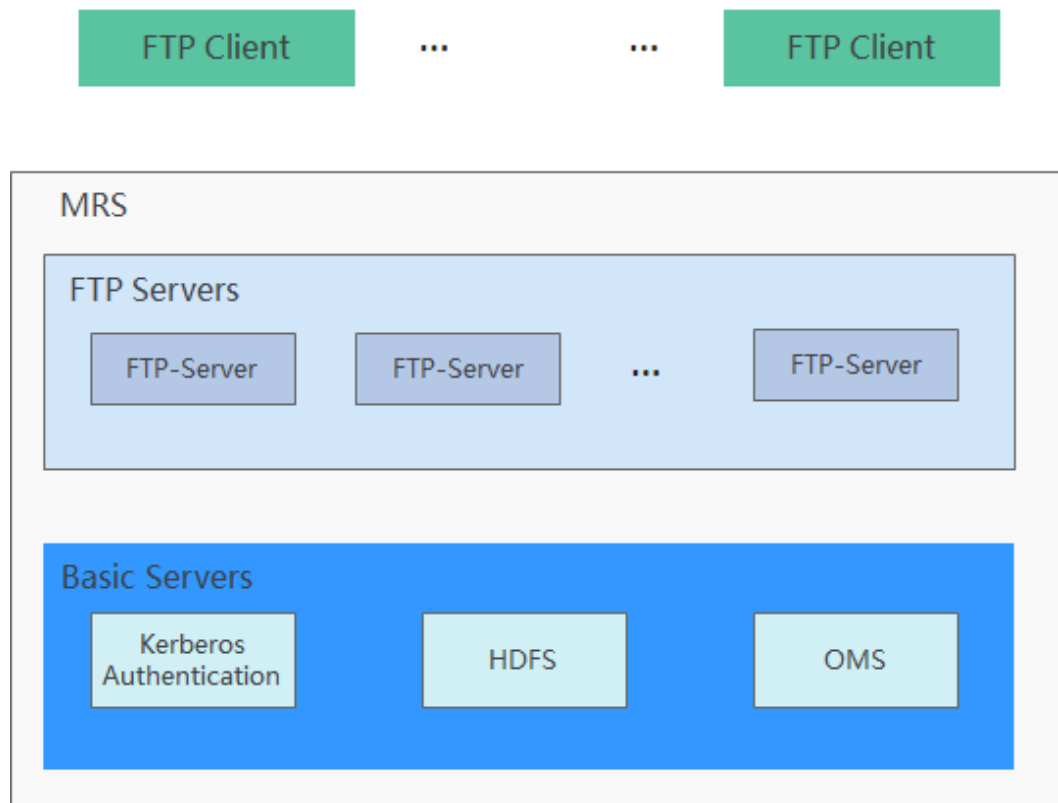 FTP Client ... ... FTP Client
MRS
FTP Servers
FTP-Server FTP-Server ... FTP-Server
Basic Servers
Kerberos
Authentication
HDFS
OMS